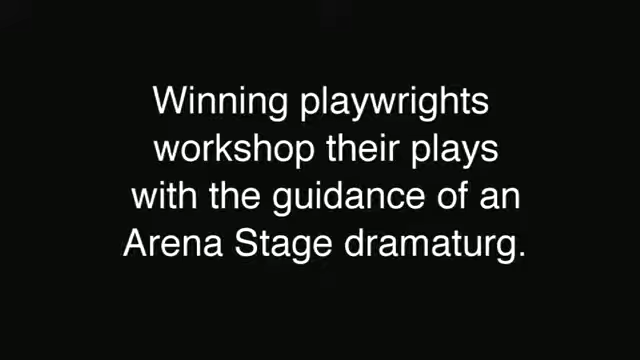 Winning playwrights
workshop their plays
with the guidance of an
Arena Stage dramaturg.